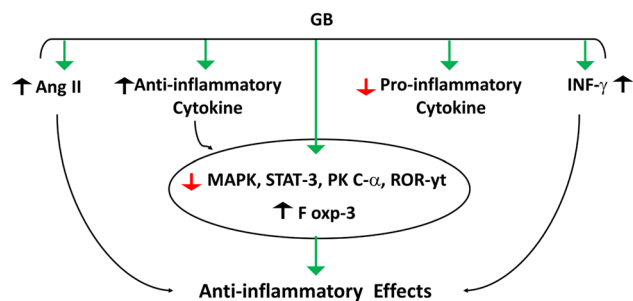 GB
Ang II
Anti-inflammatory
Cytokine
Pro-inflammatory
Cytokine
INF-γ
MAPK, STAT-3, PK C-α, ROR-yt
F oxp-3
Anti-inflammatory Effects